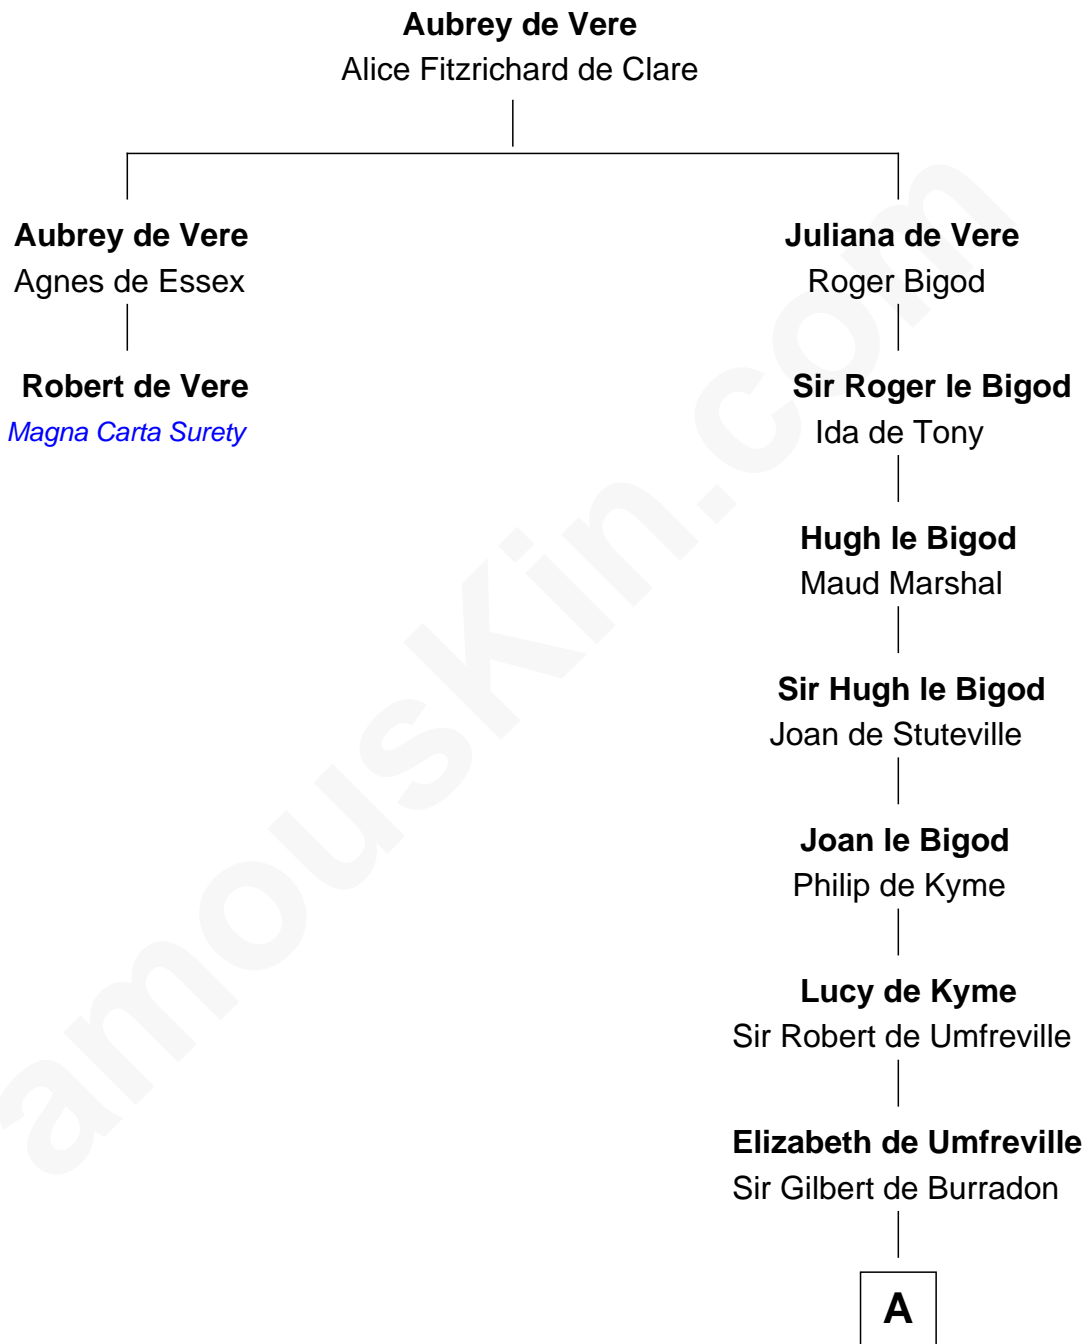 Aubrey de Vere
Alice Fitzrichard de Clare
Aubrey de Vere
Agnes de Essex
Robert de Vere
Magna Carta Surety
Juliana de Vere
Roger Bigod
Sir Roger le Bigod
Ida de Tony
Hugh le Bigod
Maud Marshal
Sir Hugh le Bigod
Joan de Stuteville
Joan le Bigod
Philip de Kyme
Lucy de Kyme
Sir Robert de Umfreville
Elizabeth de Umfreville
Sir Gilbert de Burradon
A
amouskin.com